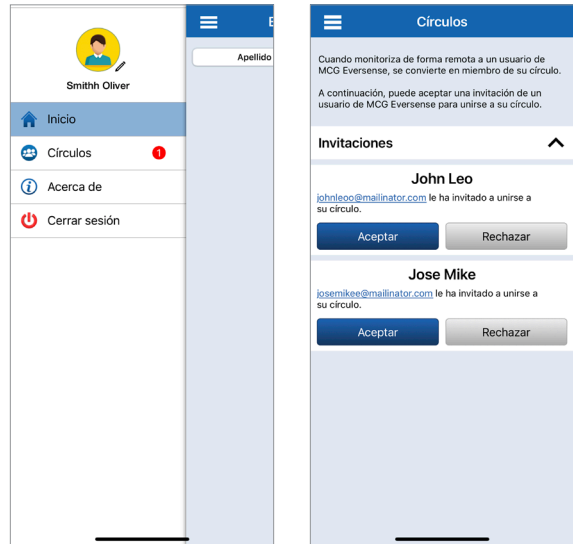 E
Apellido
Smithh Oliver
Inicio
Círculos
1
Acerca de
Cerrar sesión
Círculos
Cuando monitoriza de forma remota a un usuario de
MCG Eversense, se convierte en miembro de su círculo.
A continuación, puede aceptar una invitación de un
usuario de MCG Eversense para unirse a su círculo.
Invitaciones
John Leo
johnleoo@mailinator.com le ha invitado a unirse a
su círculo.
Aceptar
Rechazar
Jose Mike
josemikee@mailinator.com le ha invitado a unirse a
su círculo.
Aceptar
Rechazar